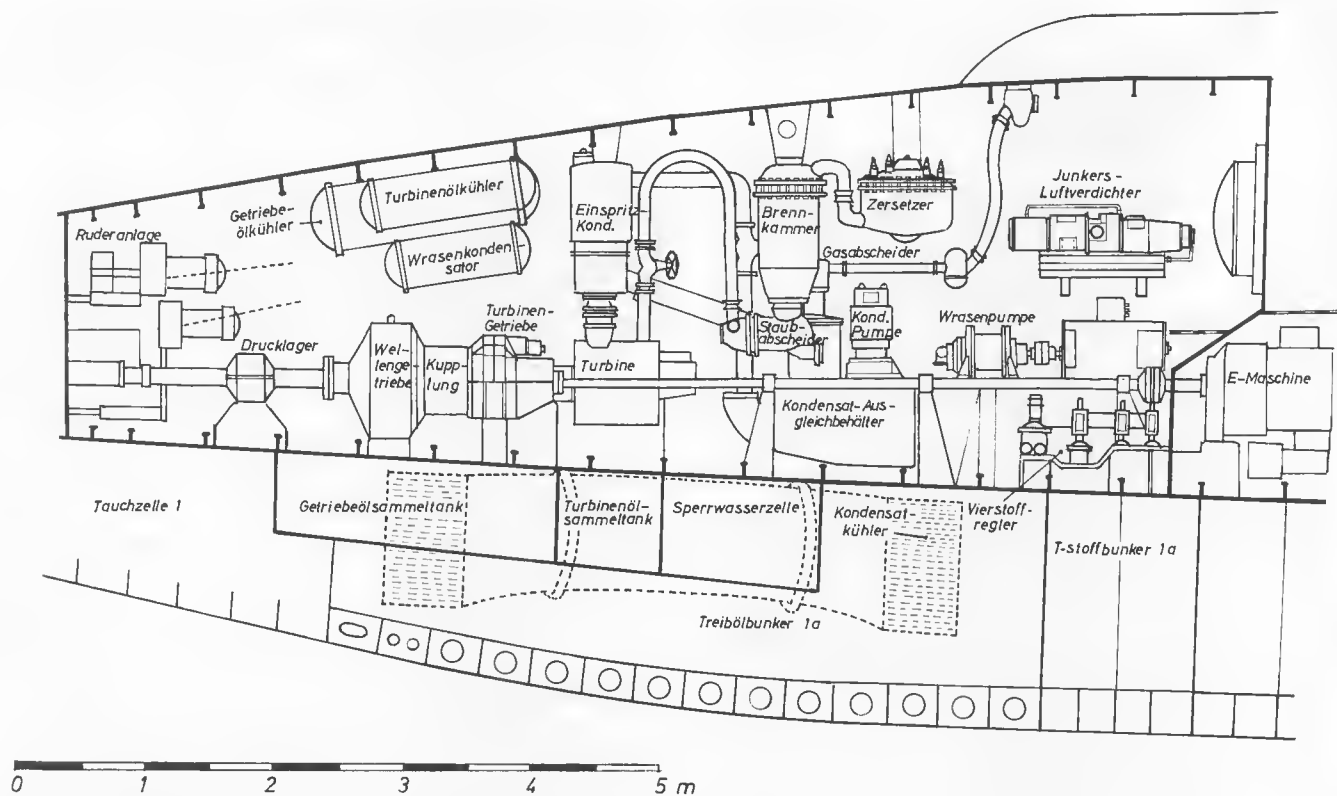 Ruderanlage
Getriebe-
ölkühler
Turbinenölkühler
Wrasenkonden
sator
Einspritz-
Kond.
Brenn-
kammer
Zersetzer
Gasabscheider
Junkers-
Luftverdichter
Drucklager
Wel-
lenge-
triebe
Kupp-
lung
Turbinen-
Getriebe
Turbine
Staub-
abscheider
Kond.
Pumpe
Wrasenpumpe
E-Maschine
Kondensat-Aus-
gleichbehälter
Tauchzelle 1
Getriebeölsammeltank
Turbinenöl-
sammeltank
Sperrwasserzelle
Kondensat-
kühler
Vierstoff-
regler
T-stoffbunker 1a
Treibölbunker 1a
0 1 2 3 4 5 m